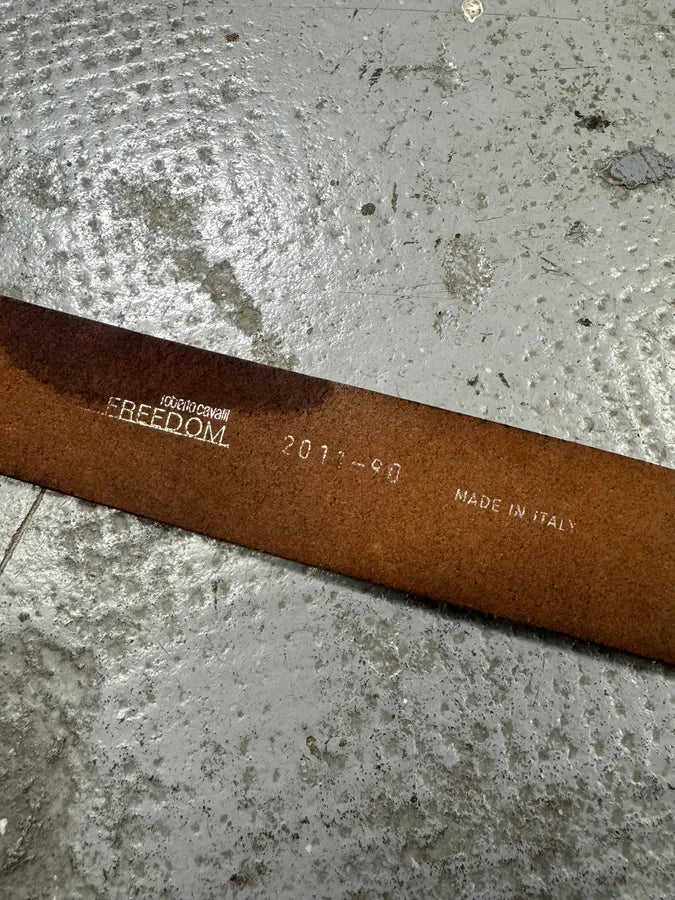 roberto cavalli
FREEDOM
2011-90
MADE IN ITALY